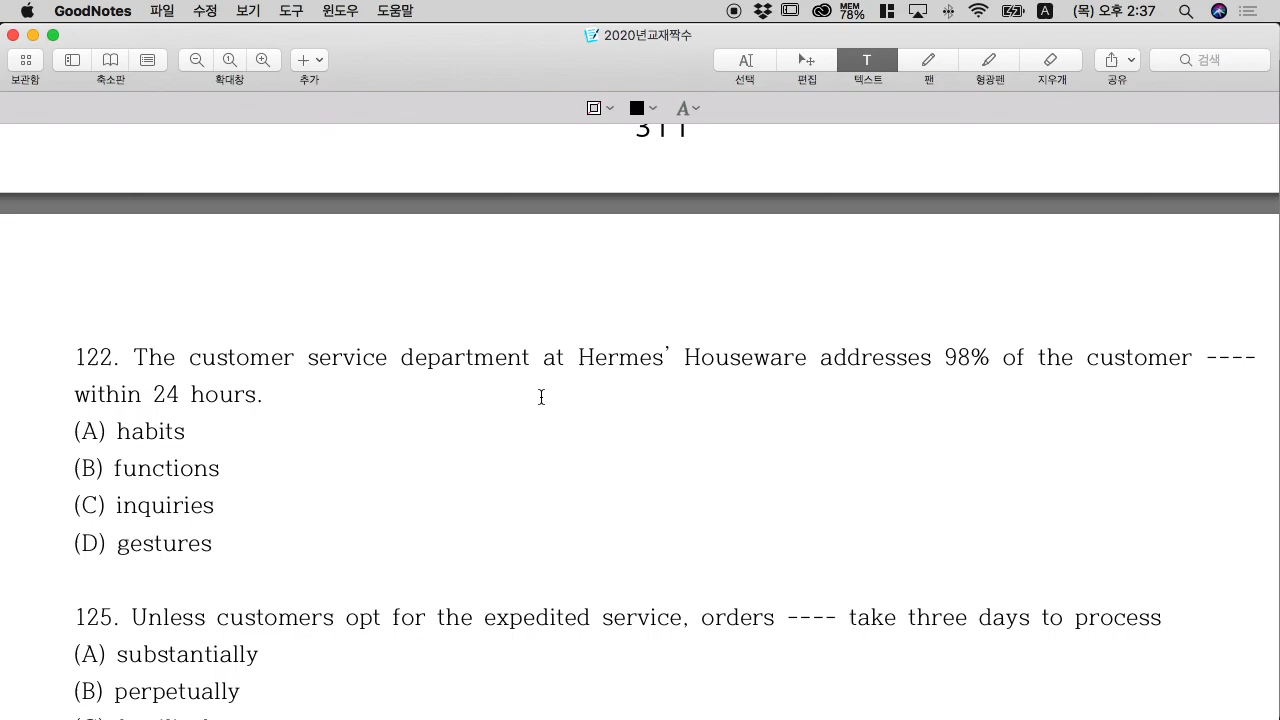 GoodNotes 파일 수정 보기 도구 윈도우 도움말 MEM 78% A (목) 오후 2:37
2020년교재짝수
보관함 축소판 확대창 추가 선택 편집 텍스트 펜 형광펜 지우개 공유 검색
311
122. The customer service department at Hermes' Houseware addresses 98% of the customer ----
within 24 hours.
(A) habits
(B) functions
(C) inquiries
(D) gestures
125. Unless customers opt for the expedited service, orders ---- take three days to process
(A) substantially
(B) perpetually